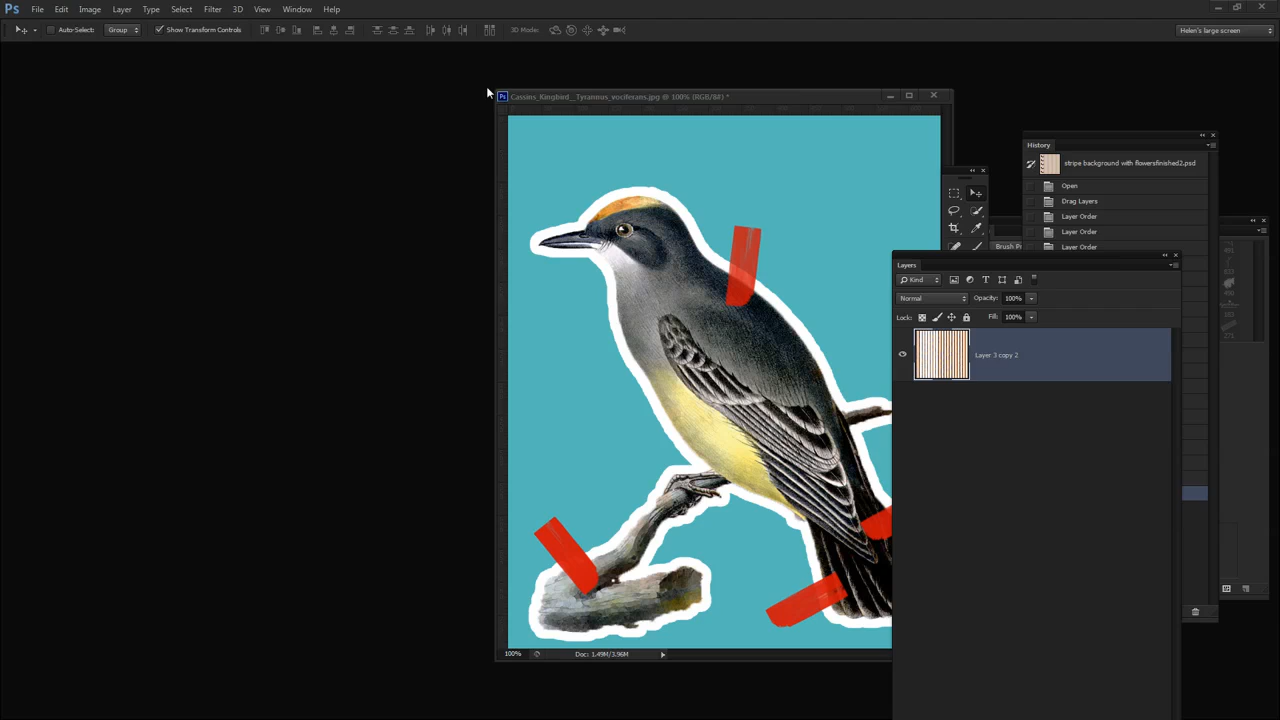 Ps File Edit Image Layer Type Select Filter 3D View Window Help
Auto-Select: Group Show Transform Controls 3D Mode: Helen's large screen
Ps Cassins_Kingbird__Tyrannus_vociferans.jpg @ 100% (RGB/8#) *
History
stripe background with flowersfinished2.psd
Open
Drag Layers
Layer Order
Layer Order
Layer Order
Brush Pr
Layers
Kind
Normal Opacity: 100%
Lock: Fill: 100%
Layer 3 copy 2
100% Doc: 1.49M/3.96M